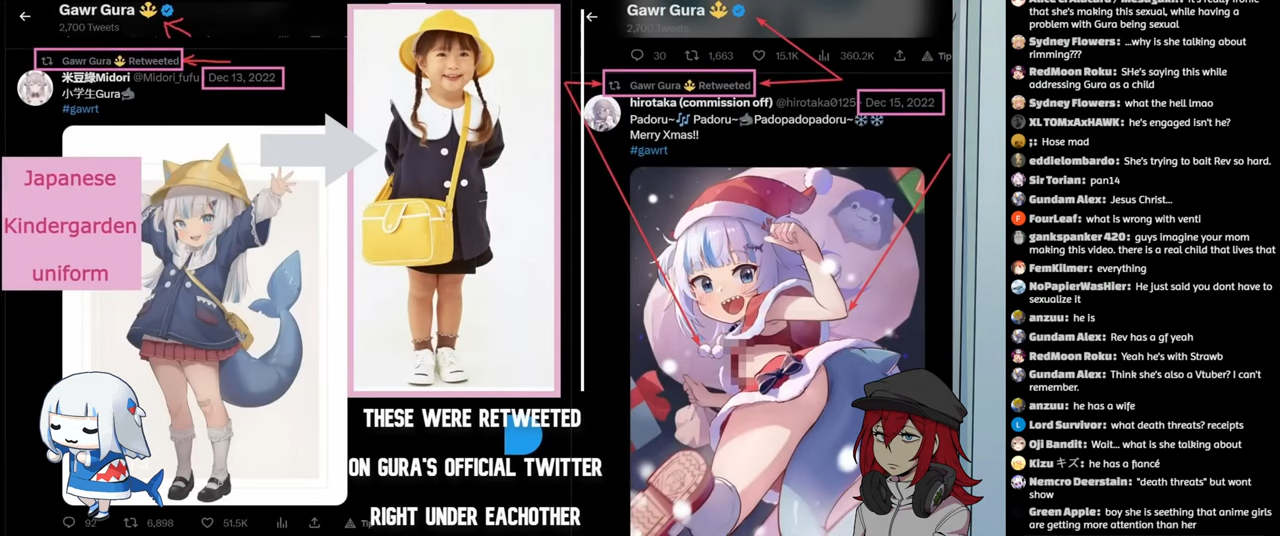 Gawr Gura
2,700 Tweets
Gawr Gura Retweeted
米豆綠Midori @Midori_fufu Dec 13, 2022
小学生Gura
#gawrt
92 6,898 51.5K
Japanese
Kindergarden
uniform
THESE WERE RETWEETED
ON GURA'S OFFICIAL TWITTER
RIGHT UNDER EACHOTHER
Gawr Gura
2,700 Tweets
30 1,663 15.1K 360.2K Tip
Gawr Gura Retweeted
hirotaka (commission off) @hirotaka0125 Dec 15, 2022
Padoru~ Padoru~ Padopadopadoru~
Merry Xmas!!
#gawrt
that she's making this sexual, while having a
problem with Gura being sexual
Sydney Flowers: ...why is she talking about
rimming???
RedMoon Roku: SHe's saying this while
addressing Gura as a child
Sydney Flowers: what the hell lmao
XL TOMxAxHAWK: he's engaged isn't he?
;;: Hose mad
eddielombardo: She's trying to bait Rev so hard.
Sir Torian: pan14
Gundam Alex: Jesus Christ...
F FourLeaf: what is wrong with venti
gankspanker 420: guys imagine your mom
making this video. there is a real child that lives that
FemKilmer: everything
NoPapierWasHier: He just said you dont have to
sexualize it
anzuu: he is
Gundam Alex: Rev has a gf yeah
RedMoon Roku: Yeah he's with Strawb
Gundam Alex: Think she's also a Vtuber? I can't
remember.
anzuu: he has a wife
L Lord Survivor: what death threats? receipts
Oji Bandit: Wait... what is she talking about
Kizu キズ: he has a fiancé
Nemcro Deerstain: "death threats" but wont
show
Green Apple: boy she is seething that anime girls
are getting more attention than her